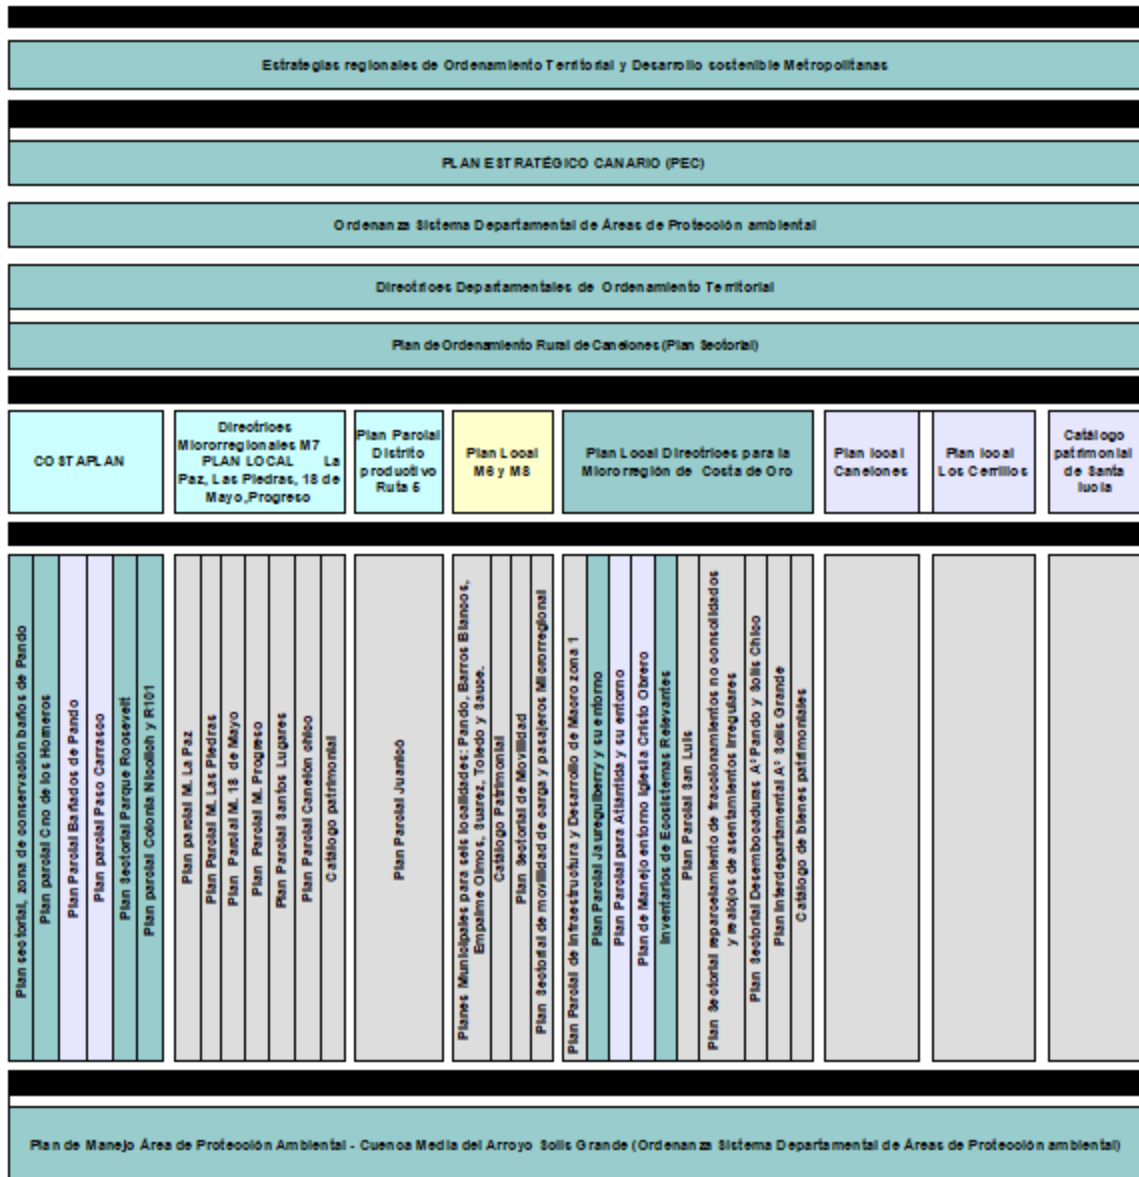 Estrategias regionales de Ordenamiento Territorial y Desarrollo sostenible Metropolitanas
PLAN ESTRATÉGICO CANARIO (PEC)
Ordenanza Sistema Departamental de Áreas de Protección ambiental
Directrices Departamentales de Ordenamiento Territorial
Plan de Ordenamiento Rural de Canelones (Plan Sectorial)
COSTAPLAN
Directrices
Microrregionales M7
PLAN LOCAL La
Paz, Las Piedras, 18 de
Mayo,Progreso
Plan Parcial
Distrito
productivo
Ruta 5
Plan Local
M6 y M8
Plan Local Directrices para la
Microrregión de Costa de Oro
Plan local
Canelones
Plan local
Los Cerrillos
Catálogo
patrimonial
de Santa
lucia
Plan sectorial, zona de conservación baños de Pando
Plan parcial Cno de los Horneros
Plan Parcial Bañados de Pando
Plan parcial Paso Carrasco
Plan Sectorial Parque Roosevelt
Plan parcial Colonia Nicolich y R101
Plan parcial M. La Paz
Plan Parcial M. Las Piedras
Plan Parcial M. 18 de Mayo
Plan Parcial M. Progreso
Plan Parcial Santos Lugares
Plan Parcial Canelón chico
Catálogo patrimonial
Plan Parcial Juanicó
Planes Municipales para seis localidades: Pando, Barros Blancos,
Empalme Olmos, Suarez, Toledo y Sauce.
Catálogo Patrimonial
Plan Sectorial de Movilidad
Plan Sectorial de movilidad de carga y pasajeros Microrregional
Plan Parcial de Infraestructura y Desarrollo de Macro zona 1
Plan Parcial Jaureguiberry y su entorno
Plan Parcial para Atlántida y su entorno
Plan de Manejo entorno Iglesia Cristo Obrero
Inventarios de Ecosistemas Relevantes
Plan Parcial San Luis
Plan Sectorial reparcelamiento de fraccionamientos no consolidados
y realojos de asentamientos irregulares
Plan Sectorial Desembocaduras Aº Pando y Solis Chico
Plan Interdepartamental Aº Solis Grande
Catálogo de bienes patrimoniales
Plan de Manejo Área de Protección Ambiental - Cuenca Media del Arroyo Solis Grande (Ordenanza Sistema Departamental de Áreas de Protección ambiental)